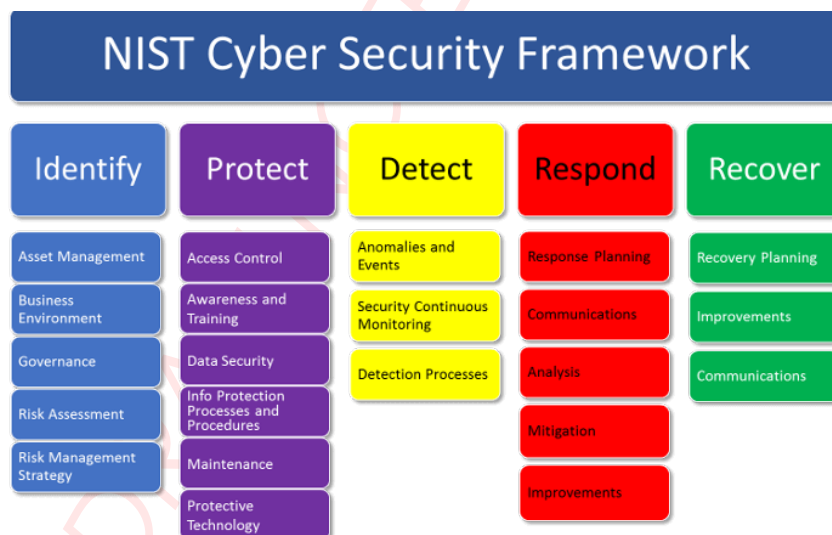 NIST Cyber Security Framework
Identify
Protect
Detect
Respond
Recover
Asset Management
Business
Environment
Governance
Risk Assessment
Risk Management
Strategy
Access Control
Awareness and
Training
Data Security
Info Protection
Processes and
Procedures
Maintenance
Protective
Technology
Anomalies and
Events
Security Continuous
Monitoring
Detection Processes
Response Planning
Communications
Analysis
Mitigation
Improvements
Recovery Planning
Improvements
Communications